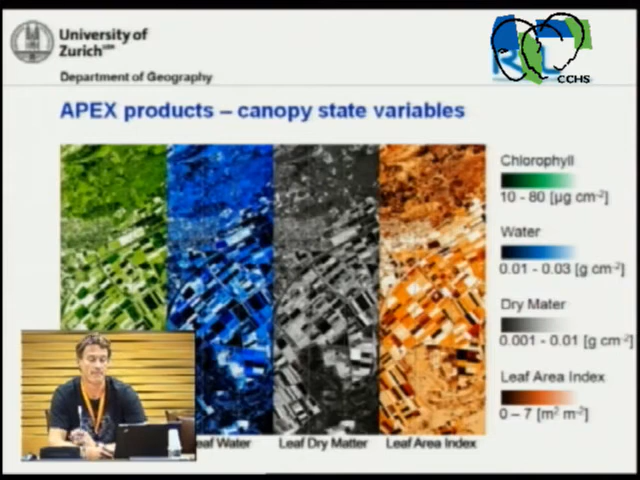 University of
Zurich
Department of Geography
CCHS
APEX products – canopy state variables
Chlorophyll
10 - 80 [µg cm-2]
Water
0.01 - 0.03 [g cm-2]
Dry Mater
0.001 - 0.01 [g cm-2]
Leaf Area Index
0 – 7 [m2 m-2]
eaf Water
Leaf Dry Matter
Leaf Area Index